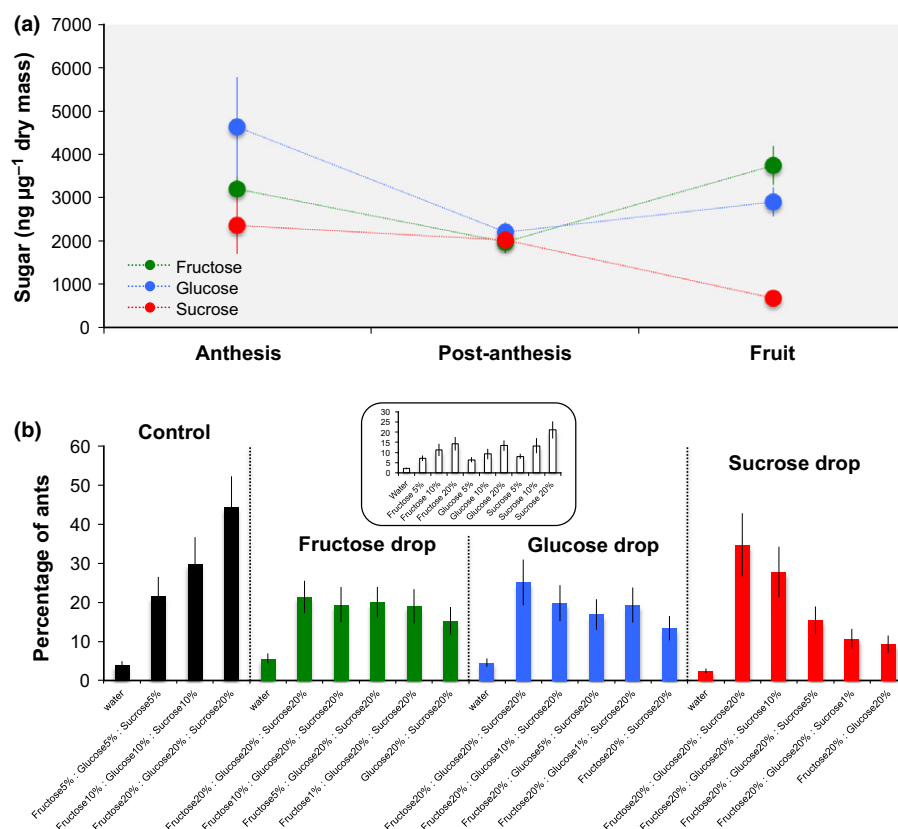 (a)
7000
6000
5000
4000
3000
2000
1000
0
Sugar (ng µg⁻¹ dry mass)
Fructose
Glucose
Sucrose
Anthesis
Post-anthesis
Fruit
(b)
60
50
40
30
20
10
0
Percentage of ants
Control
30
25
20
15
10
5
0
Water
Fructose 5%
Fructose 10%
Fructose 20%
Glucose 5%
Glucose 10%
Glucose 20%
Sucrose 5%
Sucrose 10%
Sucrose 20%
Fructose drop
Glucose drop
Sucrose drop
water
Fructose5% : Glucose5% : Sucrose5%
Fructose10% : Glucose10% : Sucrose10%
Fructose20% : Glucose20% : Sucrose20%
water
Fructose20% : Glucose20% : Sucrose20%
Fructose10% : Glucose20% : Sucrose20%
Fructose5% : Glucose20% : Sucrose20%
Fructose1% : Glucose20% : Sucrose20%
Glucose20% : Sucrose20%
water
Fructose20% : Glucose20% : Sucrose20%
Fructose20% : Glucose10% : Sucrose20%
Fructose20% : Glucose5% : Sucrose20%
Fructose20% : Glucose1% : Sucrose20%
Fructose20% : Sucrose20%
water
Fructose20% : Glucose20% : Sucrose20%
Fructose20% : Glucose20% : Sucrose10%
Fructose20% : Glucose20% : Sucrose5%
Fructose20% : Glucose20% : Sucrose1%
Fructose20% : Glucose20%